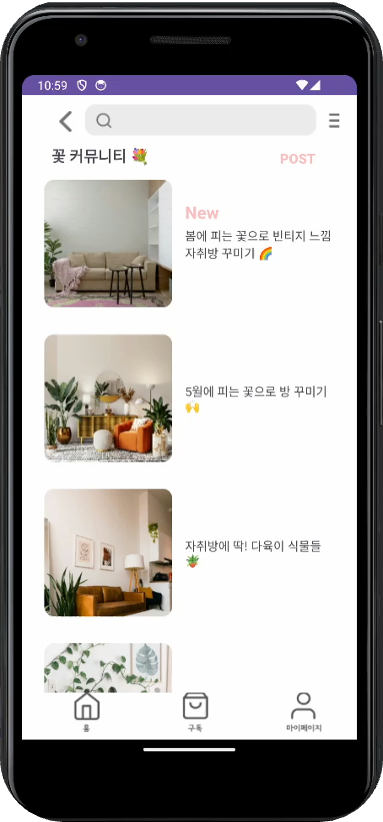 10:59
꽃 커뮤니티 💐
POST
New
봄에 피는 꽃으로 빈티지 느낌
자취방 꾸미기 🌈
5월에 피는 꽃으로 방 꾸미기
🙌
자취방에 딱! 다육이 식물들
🪴
홈
구독
마이페이지